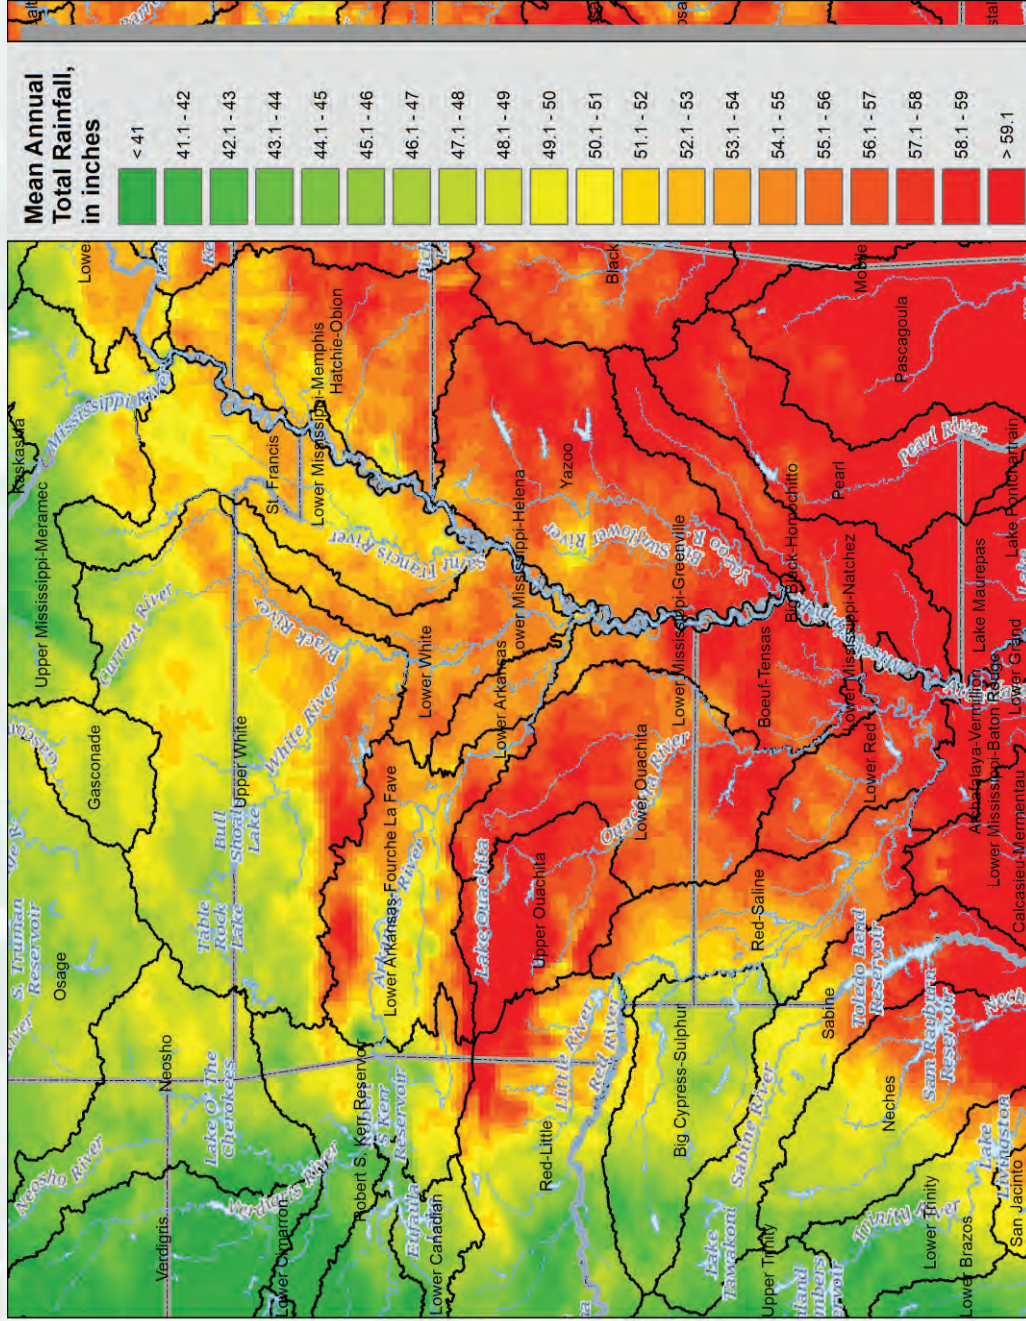 Mean Annual
Total Rainfall,
in inches
< 41
41.1 - 42
42.1 - 43
43.1 - 44
44.1 - 45
45.1 - 46
46.1 - 47
47.1 - 48
48.1 - 49
49.1 - 50
50.1 - 51
51.1 - 52
52.1 - 53
53.1 - 54
54.1 - 55
55.1 - 56
56.1 - 57
57.1 - 58
58.1 - 59
> 59.1
Kaskaskia
Mississippi River
Upper Mississippi-Meramec
Gasconade
S. Truman
Reservoir
Osage
River
Lowe
Current River
St. Francis
Lower Mississippi-Memphis
Hatchie-Obion
Saint Francis River
Black River
White River
Upper White
Bull
Shoals
Lake
Table
Rock
Lake
Neosho
Lake O' The
Cherokees
Neosho River
Verdigris River
Verdigris
Lower Cimarron
Lower White
Lower Arkansas
Lower Mississippi-Helena
Lower Arkansas-Fourche La Fave
River
Robert S. Kerr Reservoir
S Kerr
Reservoir
Eufaula
Lower Canadian
Lake Ouachita
Upper Ouachita
Lower Ouachita
Ouachita River
Yazoo
Big Sunflower River
Yazoo R.
Black
Lower Mississippi-Greenville
Boeuf-Tensas
Big Black-Homochitto
Lower Mississippi-Natchez
Pearl
Pearl River
Pascagoula
Mobile
Little River
Red River
Red-Little
Big Cypress-Sulphur
Red-Saline
Lower Red
Sabine
Sabine River
Toledo Bend
Reservoir
Sam Rayburn
Reservoir
Neches
Lake
Tawakoni
Upper Trinity
Trinity River
Lower Trinity
Lower Brazos
Lake
Livingston
San Jacinto
Atchafalaya-Vermillion
Lower Mississippi-Baton Rouge
Calcasieu-Mermentau
Lake Maurepas
Lake Pontchartrain
Lower Grand